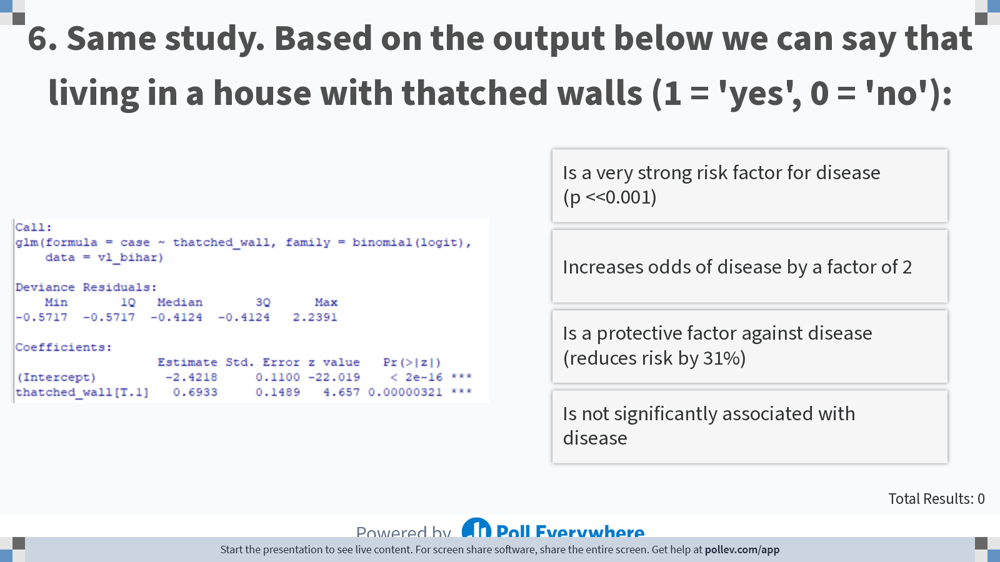 6. Same study. Based on the output below we can say that
living in a house with thatched walls (1 = 'yes', 0 = 'no'):
Call:
glm(formula = case ~ thatched_wall, family = binomial(logit),
    data = vl_bihar)
Deviance Residuals:
    Min       1Q   Median       3Q      Max
-0.5717  -0.5717  -0.4124  -0.4124   2.2391
Coefficients:
                   Estimate Std. Error z value   Pr(>|z|)
(Intercept)         -2.4218     0.1100 -22.019    < 2e-16 ***
thatched_wall[T.1]   0.6933     0.1489   4.657 0.00000321 ***
Is a very strong risk factor for disease
(p <<0.001)
Increases odds of disease by a factor of 2
Is a protective factor against disease
(reduces risk by 31%)
Is not significantly associated with
disease
Total Results: 0
Powered by Poll Everywhere
Start the presentation to see live content. For screen share software, share the entire screen. Get help at pollev.com/app